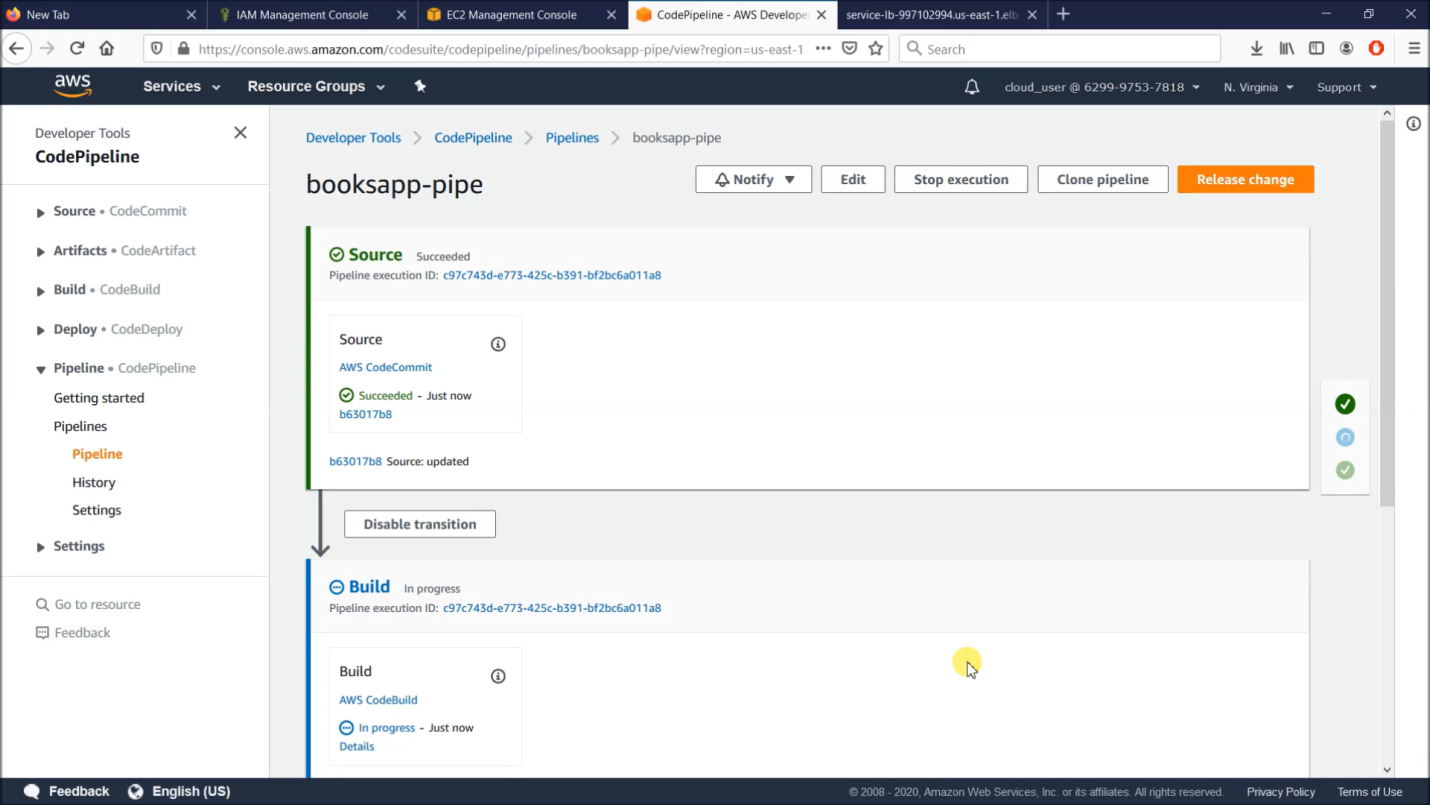 New Tab
IAM Management Console
EC2 Management Console
CodePipeline - AWS Develope
service-lb-997102994.us-east-1.elb
https://console.aws.amazon.com/codesuite/codepipeline/pipelines/booksapp-pipe/view?region=us-east-1
Search
aws
Services
Resource Groups
cloud_user @ 6299-9753-7818
N. Virginia
Support
Developer Tools
CodePipeline
Source • CodeCommit
Artifacts • CodeArtifact
Build • CodeBuild
Deploy • CodeDeploy
Pipeline • CodePipeline
Getting started
Pipelines
Pipeline
History
Settings
Settings
Go to resource
Feedback
Developer Tools
CodePipeline
Pipelines
booksapp-pipe
booksapp-pipe
Notify
Edit
Stop execution
Clone pipeline
Release change
Source Succeeded
Pipeline execution ID: c97c743d-e773-425c-b391-bf2bc6a011a8
Source
AWS CodeCommit
Succeeded - Just now
b63017b8
b63017b8 Source: updated
Disable transition
Build In progress
Pipeline execution ID: c97c743d-e773-425c-b391-bf2bc6a011a8
Build
AWS CodeBuild
In progress - Just now
Details
Feedback
English (US)
© 2008 - 2020, Amazon Web Services, Inc. or its affiliates. All rights reserved.
Privacy Policy
Terms of Use